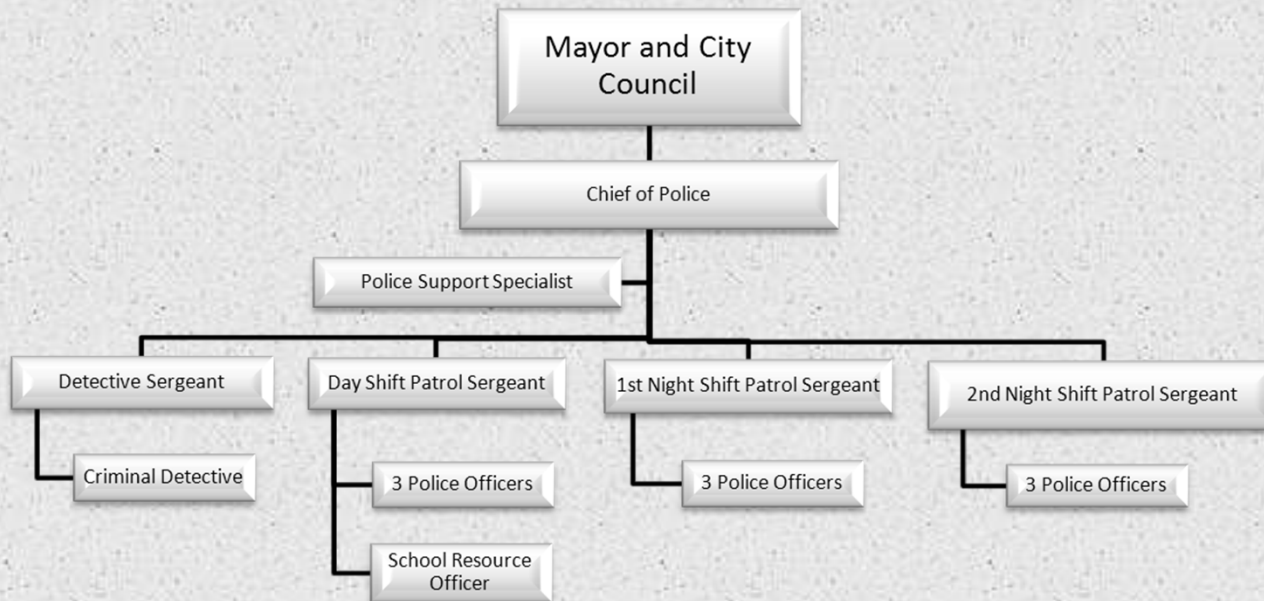 Mayor and City
Council
Chief of Police
Police Support Specialist
Detective Sergeant
Day Shift Patrol Sergeant
1st Night Shift Patrol Sergeant
2nd Night Shift Patrol Sergeant
Criminal Detective
3 Police Officers
3 Police Officers
3 Police Officers
School Resource
Officer